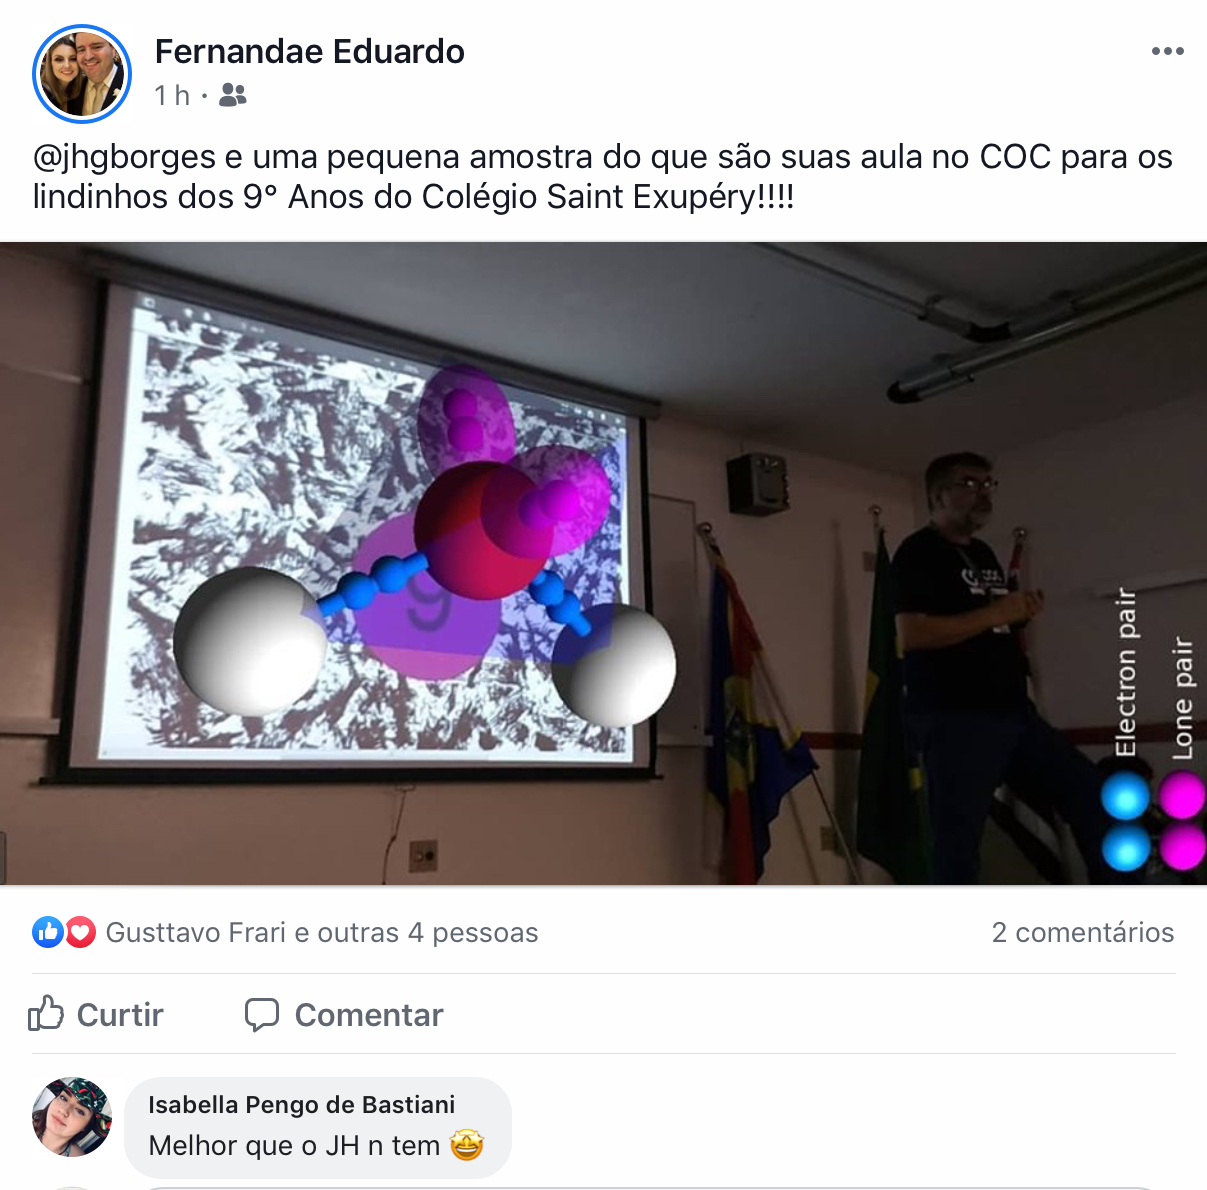 Fernandae Eduardo
1 h
@jhgborges e uma pequena amostra do que são suas aula no COC para os
lindinhos dos 9° Anos do Colégio Saint Exupéry!!!!
9
Electron pair
Lone pair
Gusttavo Frari e outras 4 pessoas
2 comentários
Curtir
Comentar
Isabella Pengo de Bastiani
Melhor que o JH n tem 🤩